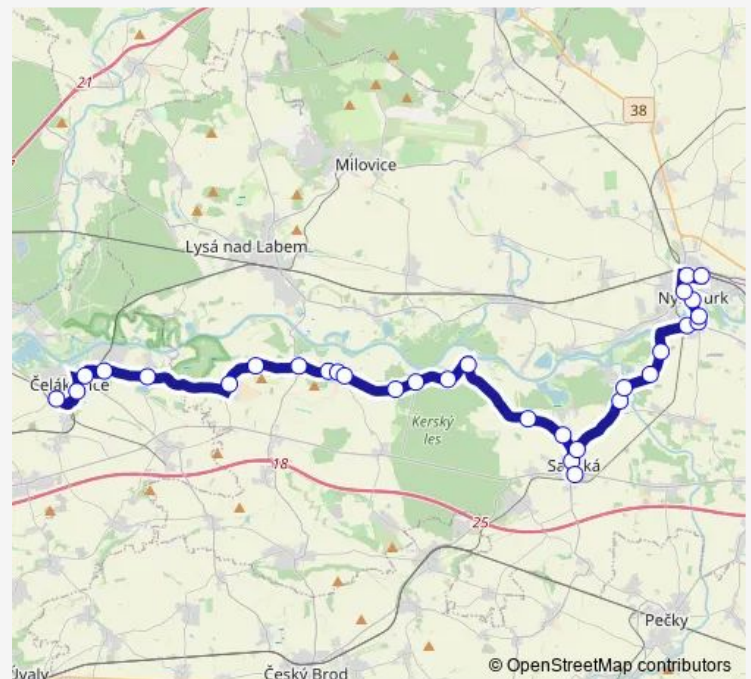 21
38
Milovice
Lysá nad Labem
Kerský
les
18
25
Pečky
Český Brod
© OpenStreetMap contributors